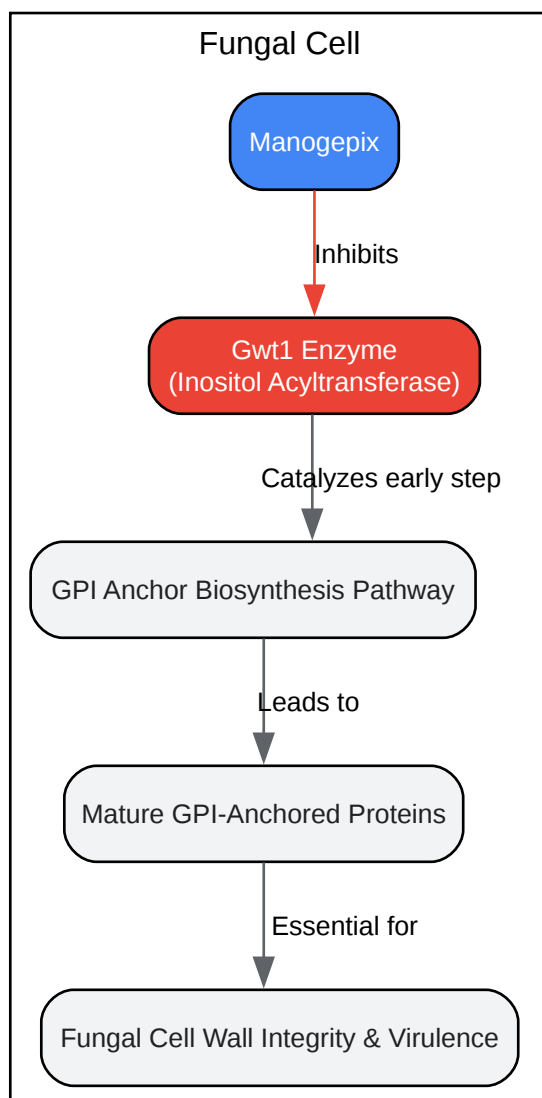 Fungal Cell
Manogepix
Inhibits
Gwt1 Enzyme
(Inositol Acyltransferase)
Catalyzes early step
GPI Anchor Biosynthesis Pathway
Leads to
Mature GPI-Anchored Proteins
Essential for
Fungal Cell Wall Integrity & Virulence